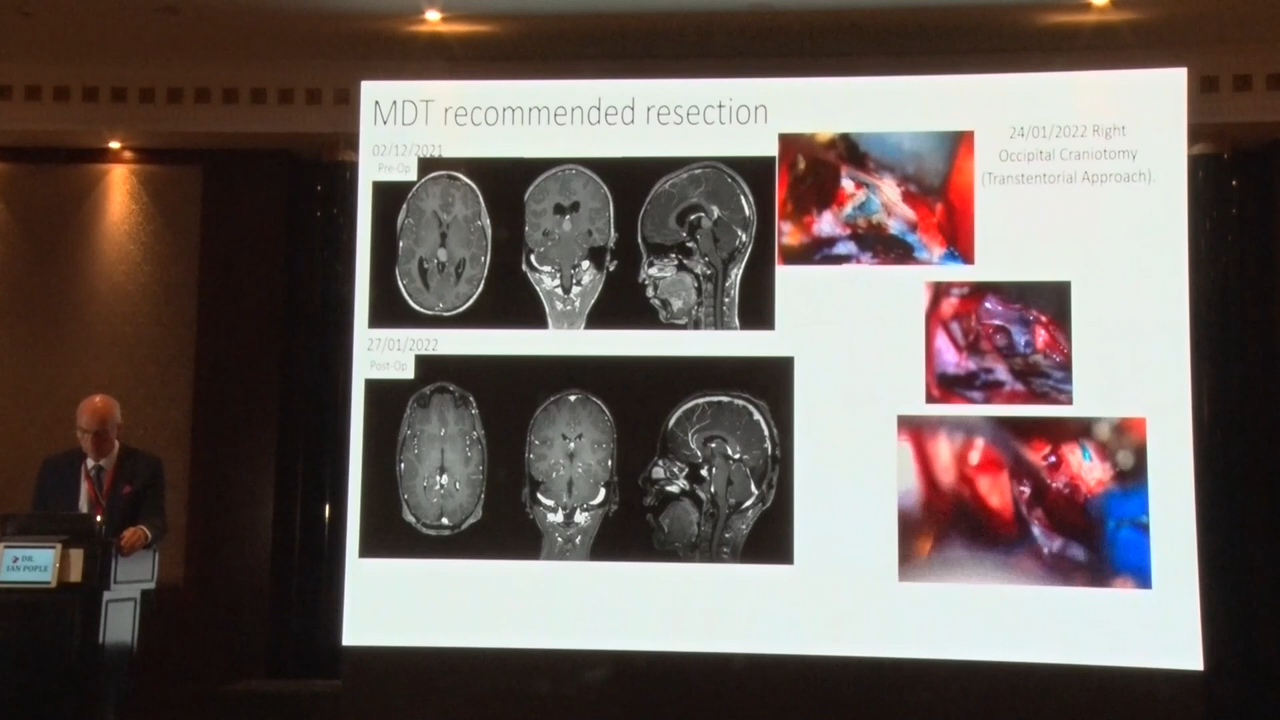 MDT recommended resection
02/12/2021
Pre-Op
24/01/2022 Right
Occipital Craniotomy
(Transtentorial Approach).
27/01/2022
Post-Op
DR.
IAN POPLE